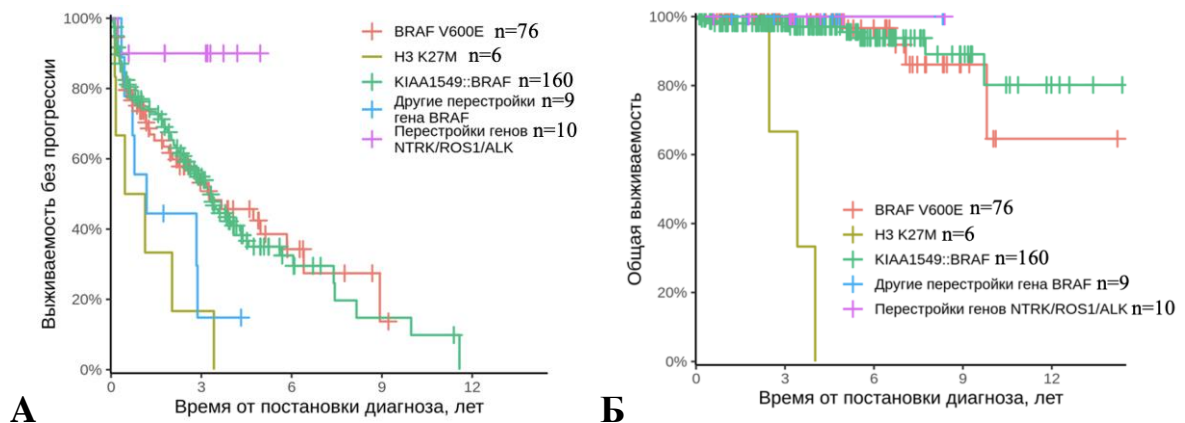 100%
80%
60%
40%
20%
0%
Выживаемость без прогрессии
0 3 6 9 12
Время от постановки диагноза, лет
BRAF V600E n=76
H3 K27M n=6
KIAA1549::BRAF n=160
Другие перестройки n=9
гена BRAF
Перестройки генов n=10
NTRK/ROS1/ALK
А
100%
80%
60%
40%
20%
0%
Общая выживаемость
0 3 6 9 12
Время от постановки диагноза, лет
BRAF V600E n=76
H3 K27M n=6
KIAA1549::BRAF n=160
Другие перестройки гена BRAF n=9
Перестройки генов NTRK/ROS1/ALK n=10
Б